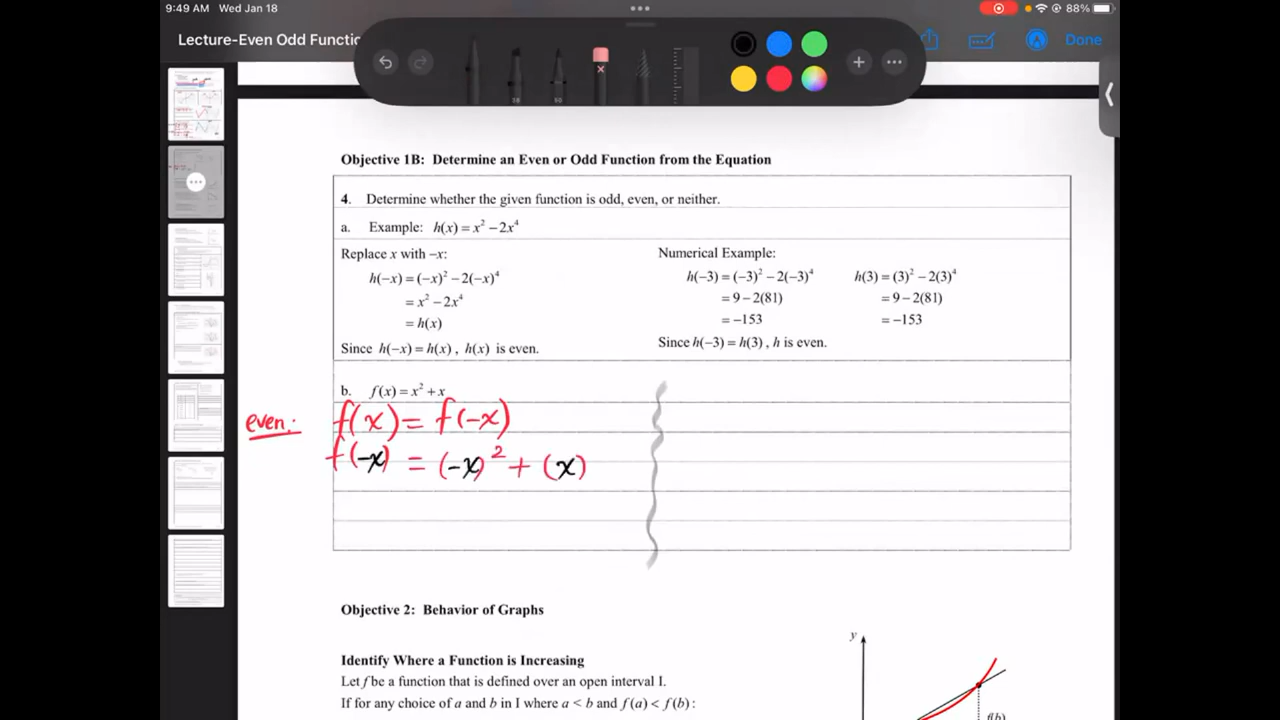 9:49 AM Wed Jan 18
88%
Lecture-Even Odd Functio
Done
Objective 1B: Determine an Even or Odd Function from the Equation
4. Determine whether the given function is odd, even, or neither.
a. Example: h(x) = x² − 2x⁴
Replace x with −x:
h(−x) = (−x)² − 2(−x)⁴
= x² − 2x⁴
= h(x)
Since h(−x) = h(x), h(x) is even.
Numerical Example:
h(−3) = (−3)² − 2(−3)⁴
= 9 − 2(81)
= −153
h(3) = (3)² − 2(3)⁴
= 9 − 2(81)
= −153
Since h(−3) = h(3), h is even.
b. f(x) = x² + x
even: f(x) = f(-x)
f(-x) = (-x)² + (x)
Objective 2: Behavior of Graphs
Identify Where a Function is Increasing
Let f be a function that is defined over an open interval I.
If for any choice of a and b in I where a < b and f(a) < f(b):
y
f(b)